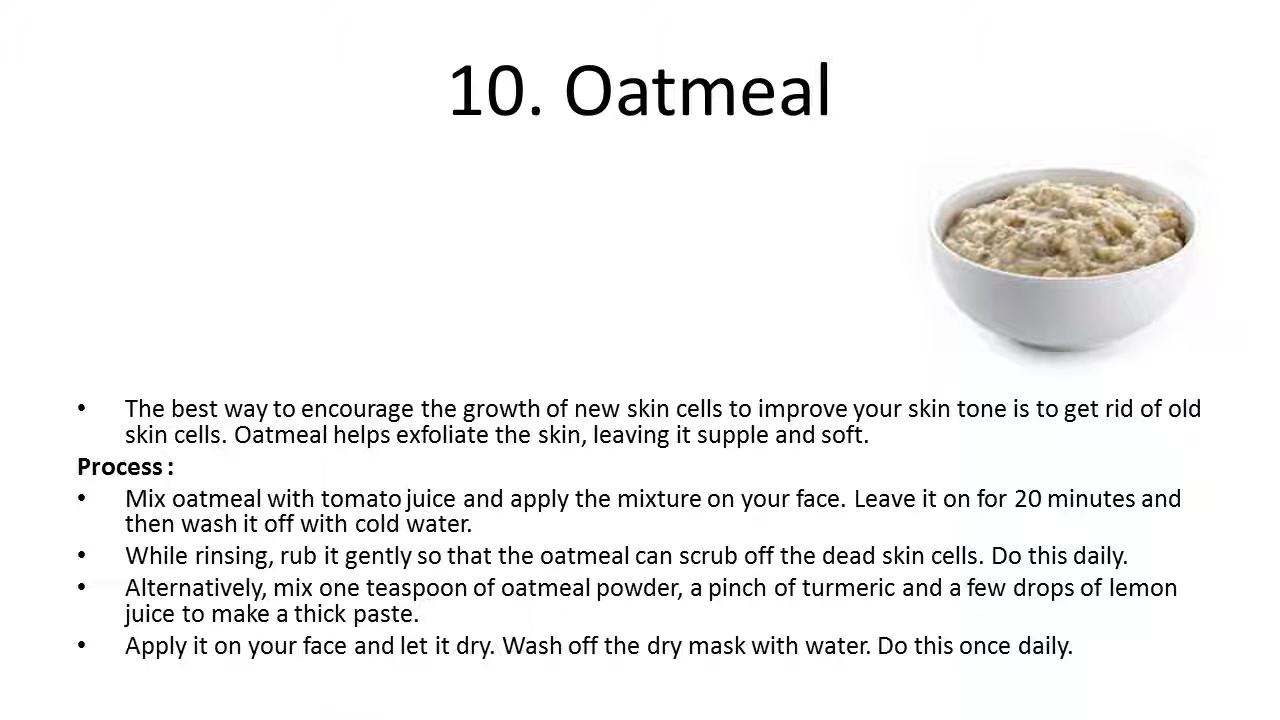 10. Oatmeal
• The best way to encourage the growth of new skin cells to improve your skin tone is to get rid of old
skin cells. Oatmeal helps exfoliate the skin, leaving it supple and soft.
Process :
• Mix oatmeal with tomato juice and apply the mixture on your face. Leave it on for 20 minutes and
then wash it off with cold water.
• While rinsing, rub it gently so that the oatmeal can scrub off the dead skin cells. Do this daily.
• Alternatively, mix one teaspoon of oatmeal powder, a pinch of turmeric and a few drops of lemon
juice to make a thick paste.
• Apply it on your face and let it dry. Wash off the dry mask with water. Do this once daily.